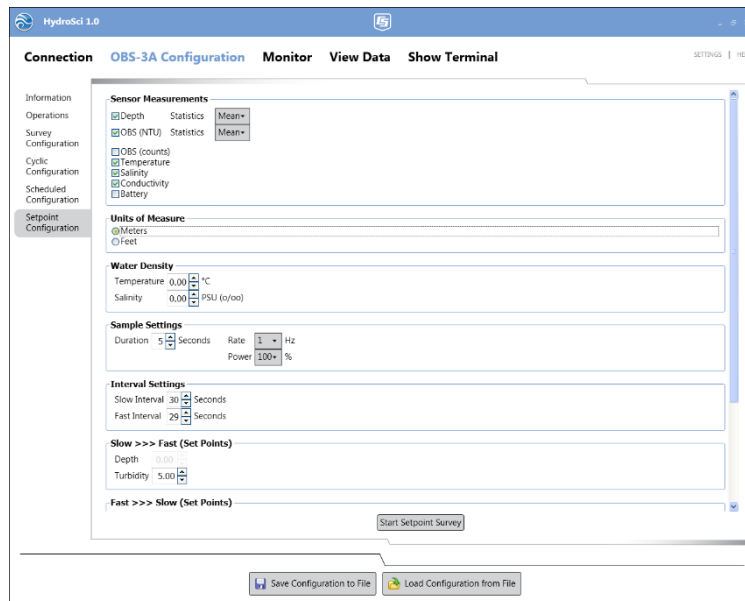 HydroSci 1.0
Connection OBS-3A Configuration Monitor View Data Show Terminal SETTINGS | HE
Information
Operations
Survey
Configuration
Cyclic
Configuration
Scheduled
Configuration
Setpoint
Configuration
Sensor Measurements
Depth Statistics Mean
OBS (NTU) Statistics Mean
OBS (counts)
Temperature
Salinity
Conductivity
Battery
Units of Measure
Meters
Feet
Water Density
Temperature 0.00 °C
Salinity 0.00 PSU (o/oo)
Sample Settings
Duration 5 Seconds Rate 1 Hz
Power 100 %
Interval Settings
Slow Interval 30 Seconds
Fast Interval 29 Seconds
Slow >>> Fast (Set Points)
Depth 0.00
Turbidity 5.00
Fast >>> Slow (Set Points)
Start Setpoint Survey
Save Configuration to File Load Configuration from File